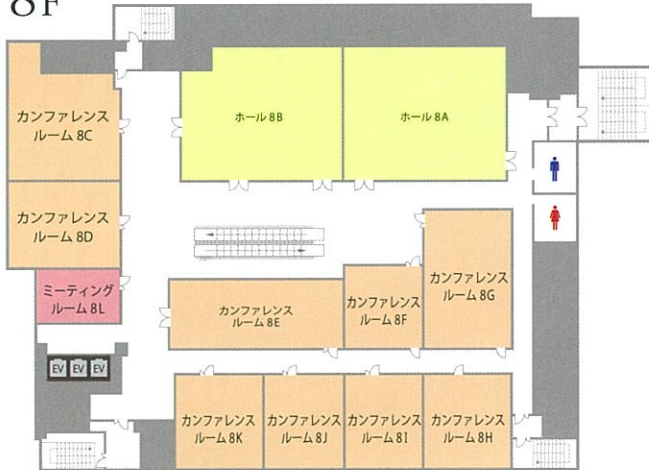 8F
カンファレンス
ルーム 8C
ホール 8B
ホール 8A
カンファレンス
ルーム 8D
ミーティング
ルーム 8L
カンファレンス
ルーム 8E
カンファレンス
ルーム 8F
カンファレンス
ルーム 8G
EV EV EV
カンファレンス
ルーム 8K
カンファレンス
ルーム 8J
カンファレンス
ルーム 8I
カンファレンス
ルーム 8H